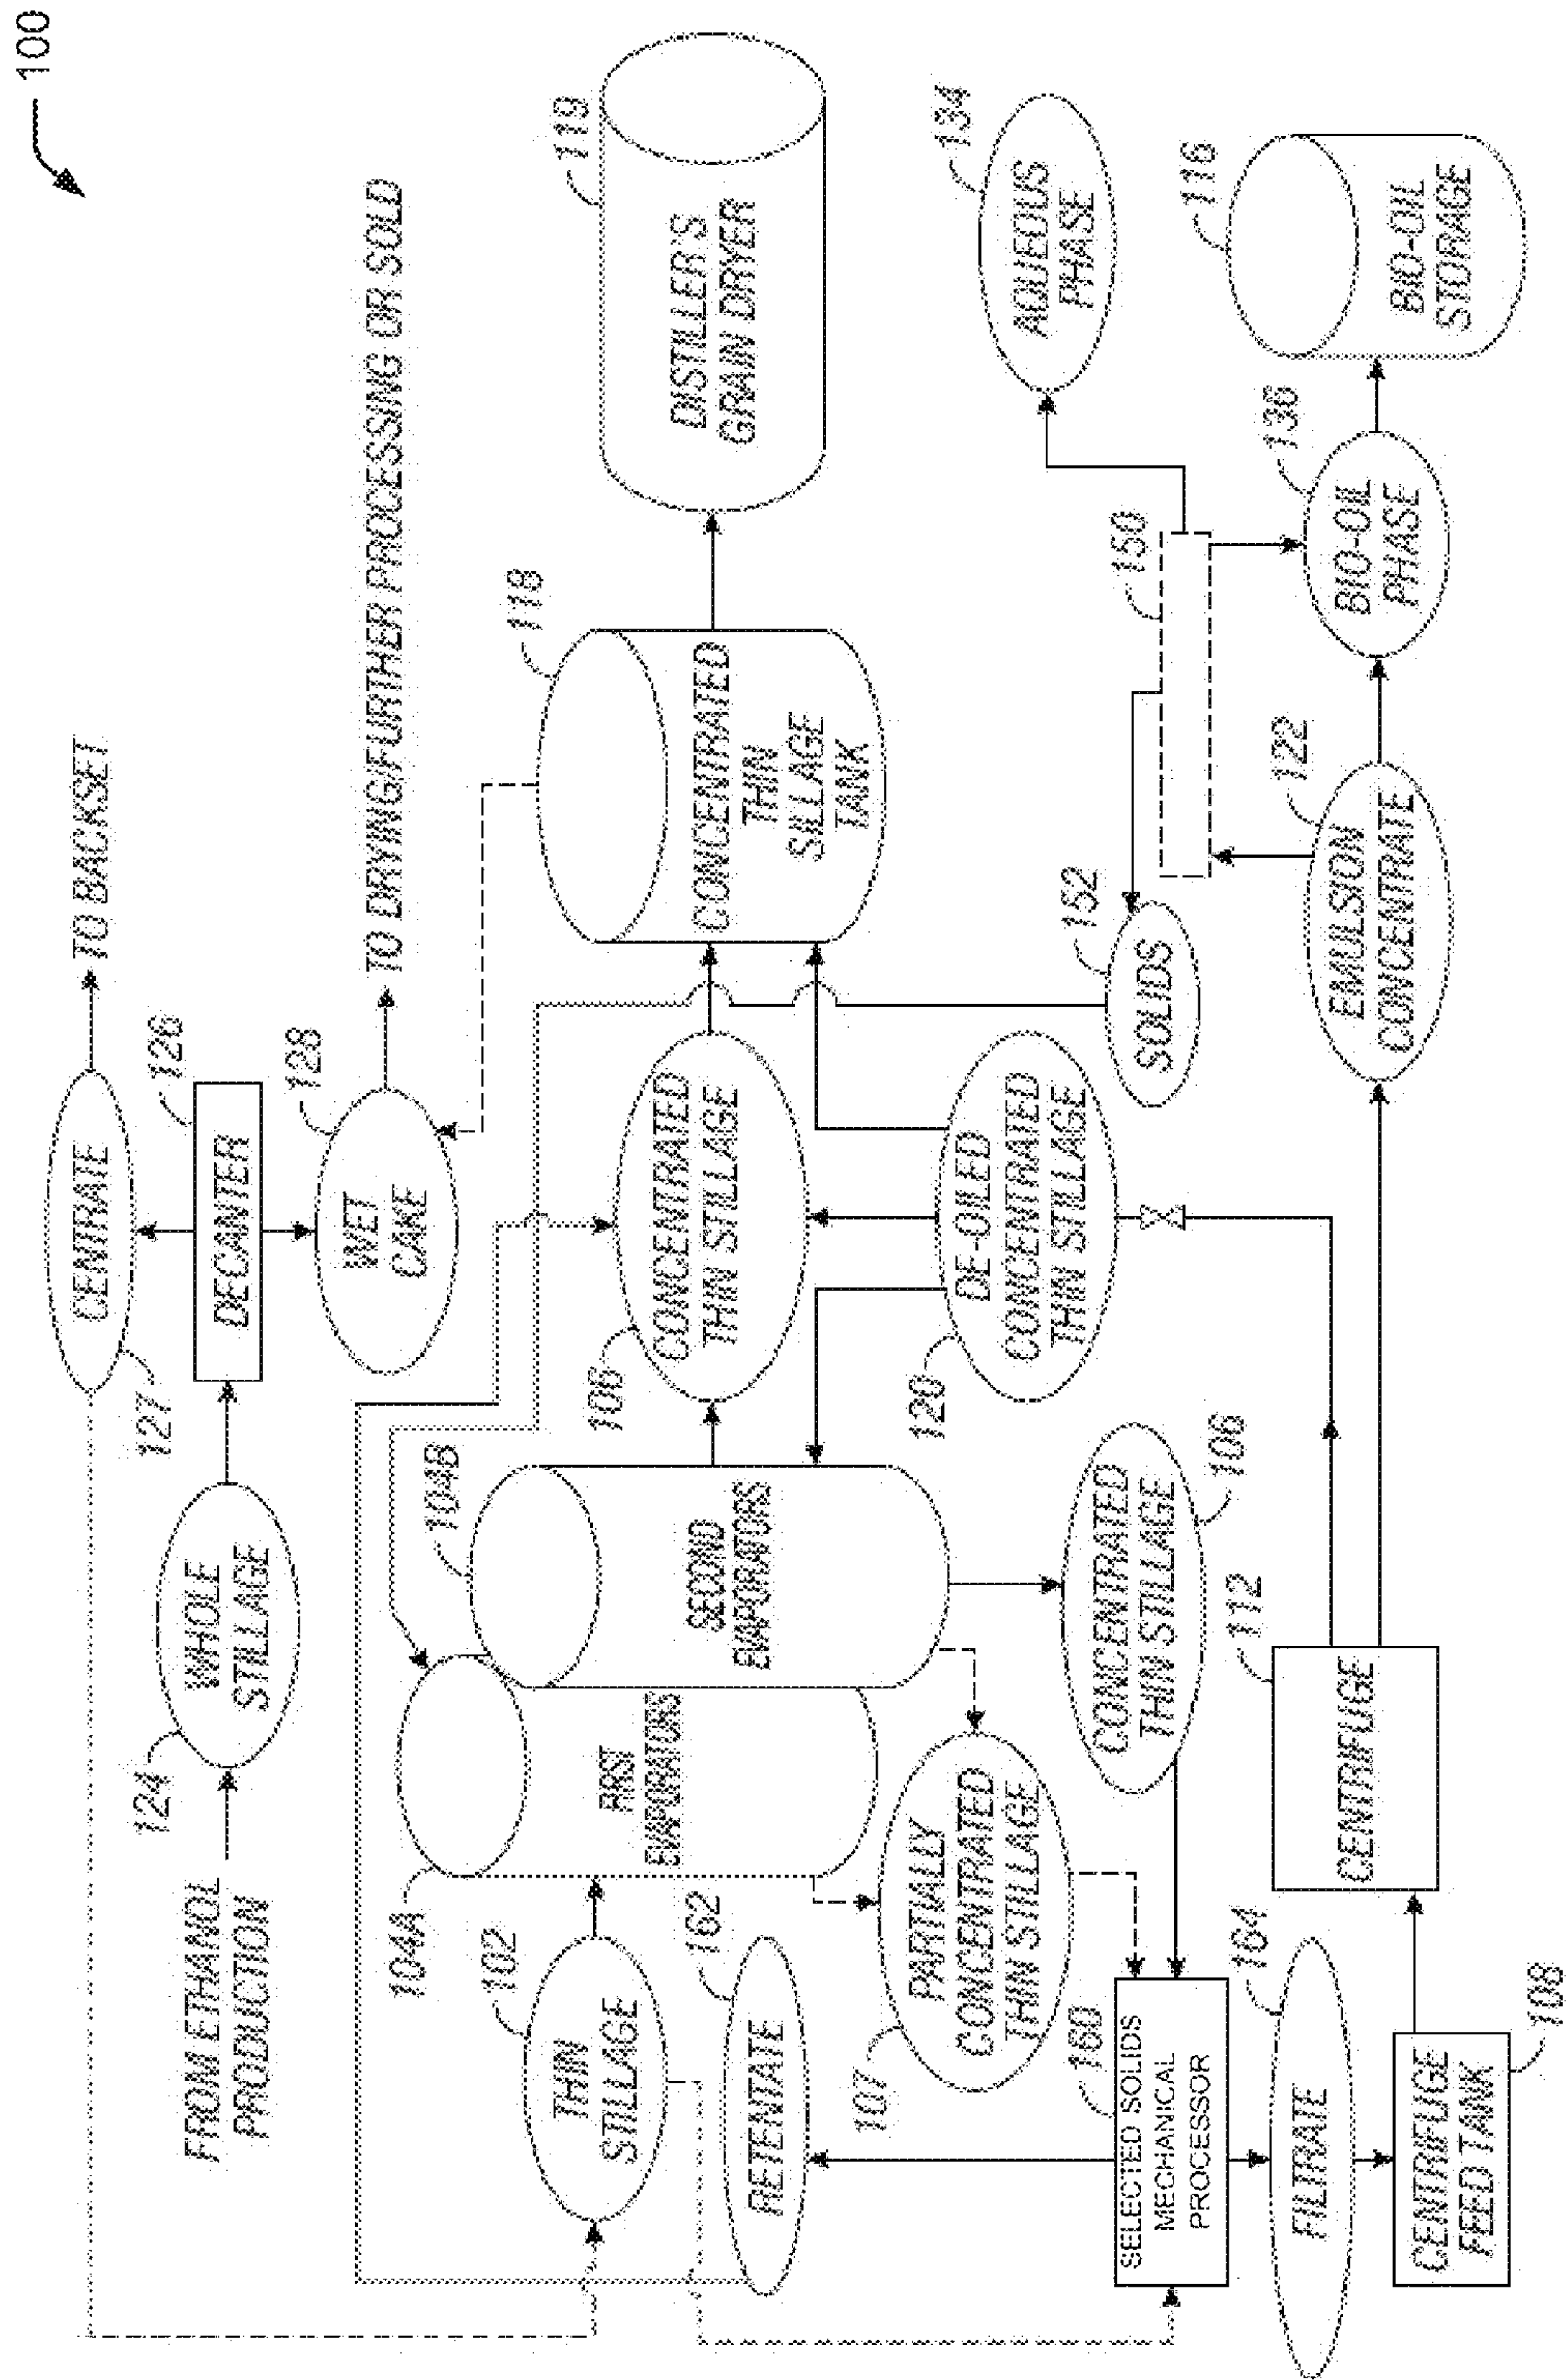 100
CENTRATE
TO BACKSET
127
DECANTER
126
FROM ETHANOL
PRODUCTION
124
WHOLE
STILLAGE
WET
CAKE
128
TO DRYING/FURTHER PROCESSING OR SOLD
104A
FIRST
EVAPORATORS
104B
SECOND
EVAPORATORS
102
THIN
STILLAGE
106
CONCENTRATED
THIN STILLAGE
118
CONCENTRATED
THIN
SILLAGE
TANK
119
DISTILLER'S
GRAIN DRYER
162
RETENTATE
107
PARTIALLY
CONCENTRATED
THIN STILLAGE
120
DE-OILED
CONCENTRATED
THIN STILLAGE
CONCENTRATED
THIN STILLAGE
106
160
SELECTED SOLIDS
MECHANICAL
PROCESSOR
152
SOLIDS
150
134
AQUEOUS
PHASE
164
FILTRATE
112
CENTRIFUGE
122
EMULSION
CONCENTRATE
136
BIO-OIL
PHASE
116
BIO-OIL
STORAGE
CENTRIFUGE
FEED TANK
108